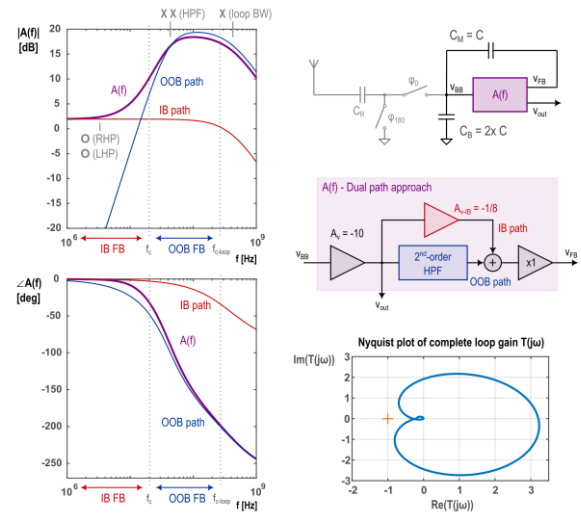 X X (HPF) X (loop BW)
|A(f)|
[dB]
20
15
10
5
0
-5
-10
-15
-20
A(f)
OOB path
IB path
O (RHP)
O (LHP)
10^6
10^9
f [Hz]
IB FB
f_c
OOB FB
f_c-loop
∠A(f)
[deg]
0
-50
-100
-150
-200
-250
IB path
A(f)
OOB path
10^6
10^9
f [Hz]
IB FB
f_c
OOB FB
f_c-loop
C_M = C
φ_0
V_BB
A(f)
V_FB
V_out
C_R
φ_180
C_B = 2x C
A(f) - Dual path approach
A_v-IB = -1/8
A_v = -10
IB path
V_BB
2nd-order
HPF
+
x1
V_FB
OOB path
V_out
Nyquist plot of complete loop gain T(jω)
Im(T(jω))
3
2
1
0
-1
-2
-3
-2
-1
0
1
2
3
Re(T(jω))